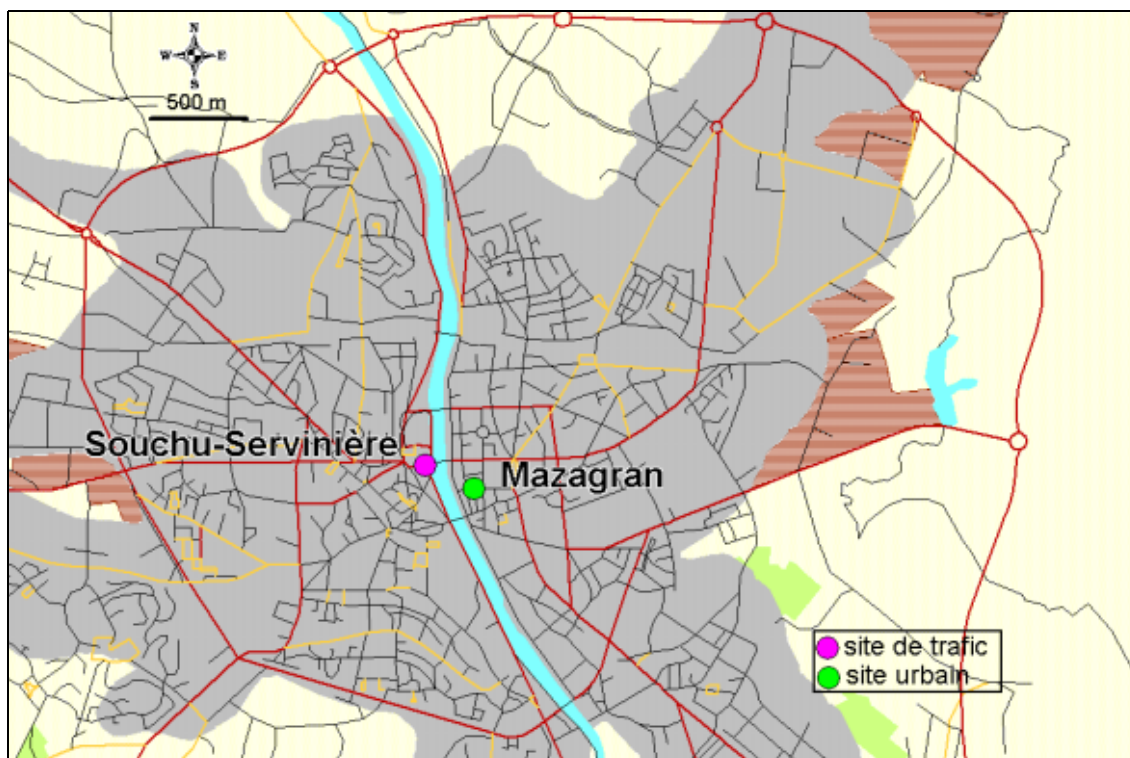 N
W E
S
500 m
Souchu-Servinière
Mazagran
site de trafic
site urbain